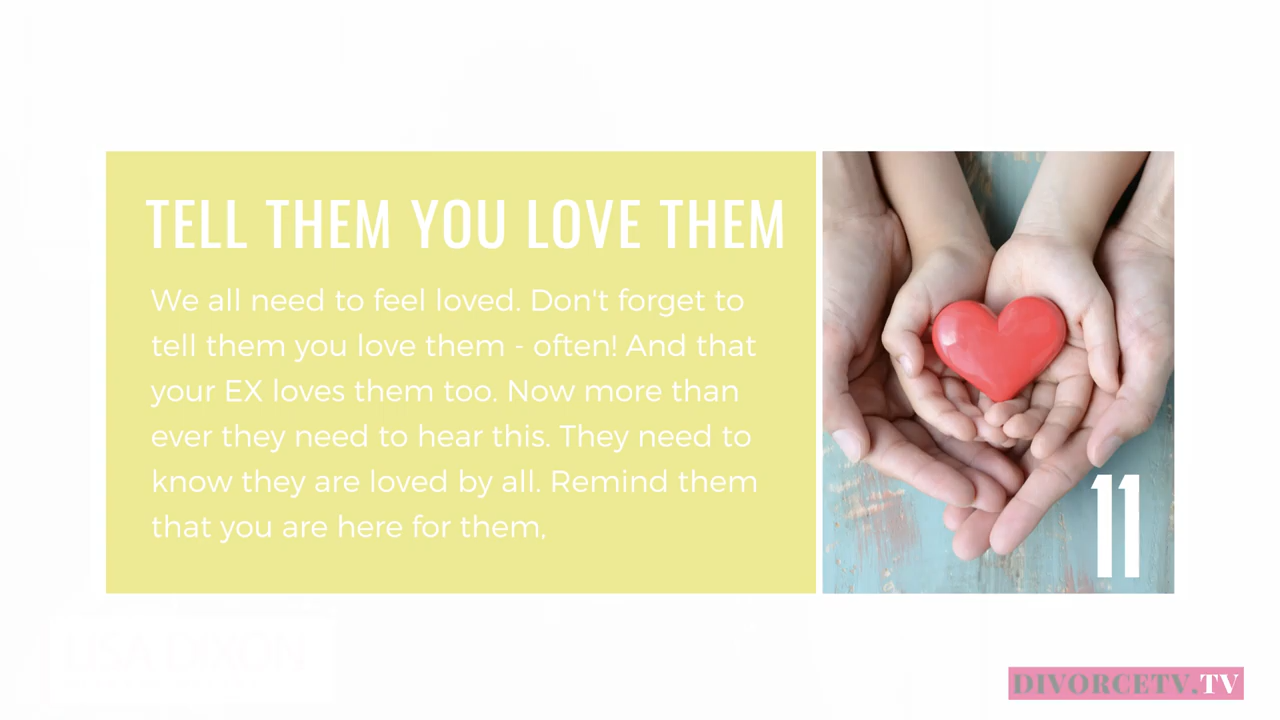 TELL THEM YOU LOVE THEM
We all need to feel loved. Don't forget to
tell them you love them - often! And that
your EX loves them too. Now more than
ever they need to hear this. They need to
know they are loved by all. Remind them
that you are here for them,
11
LISA DIXON
DIVORCETV.TV